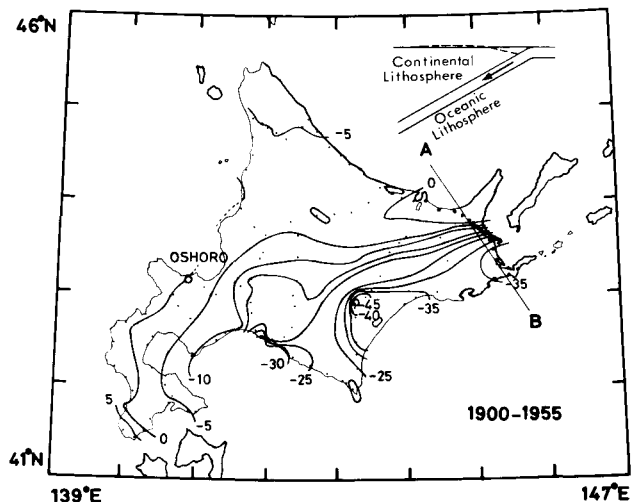 46°N
Continental
Lithosphere
Oceanic
Lithosphere
A
-5
0
OSHORO
-35
B
-45
-40
-35
-30
-25
-25
-10
-5
5
0
1900-1955
41°N
139°E
147°E